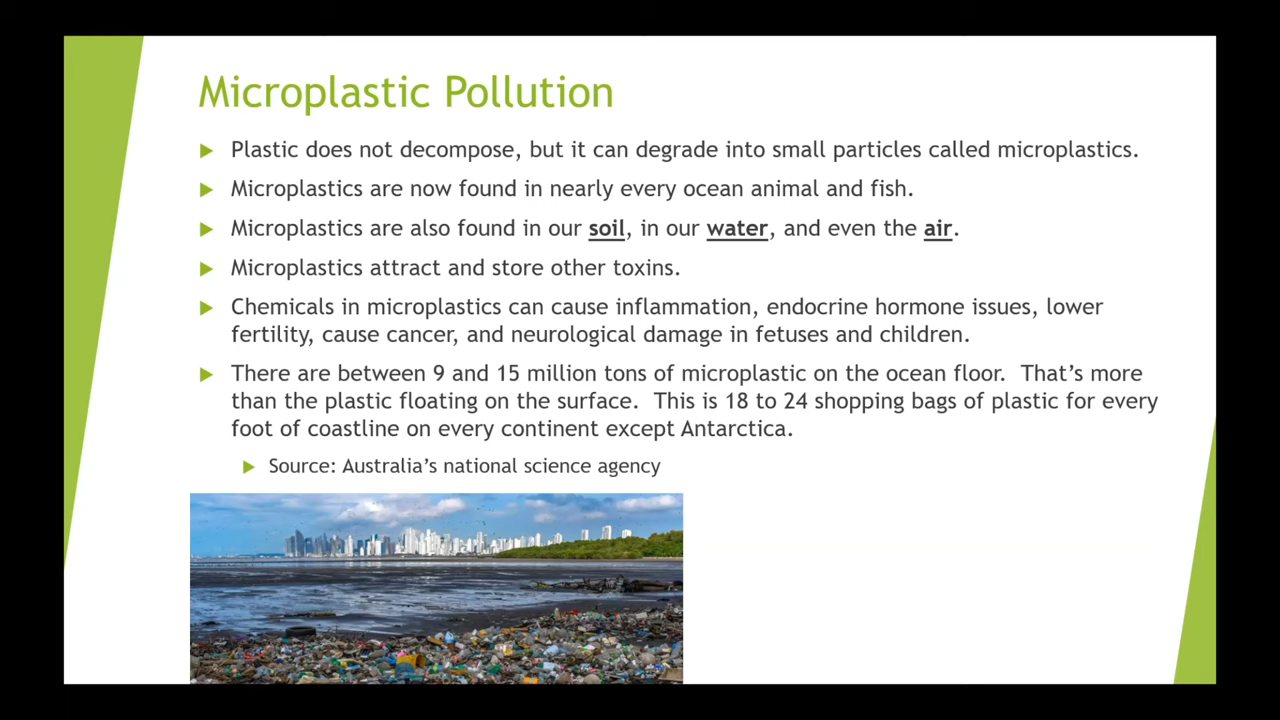 Microplastic Pollution
Plastic does not decompose, but it can degrade into small particles called microplastics.
Microplastics are now found in nearly every ocean animal and fish.
Microplastics are also found in our soil, in our water, and even the air.
Microplastics attract and store other toxins.
Chemicals in microplastics can cause inflammation, endocrine hormone issues, lower
fertility, cause cancer, and neurological damage in fetuses and children.
There are between 9 and 15 million tons of microplastic on the ocean floor. That's more
than the plastic floating on the surface. This is 18 to 24 shopping bags of plastic for every
foot of coastline on every continent except Antarctica.
Source: Australia's national science agency